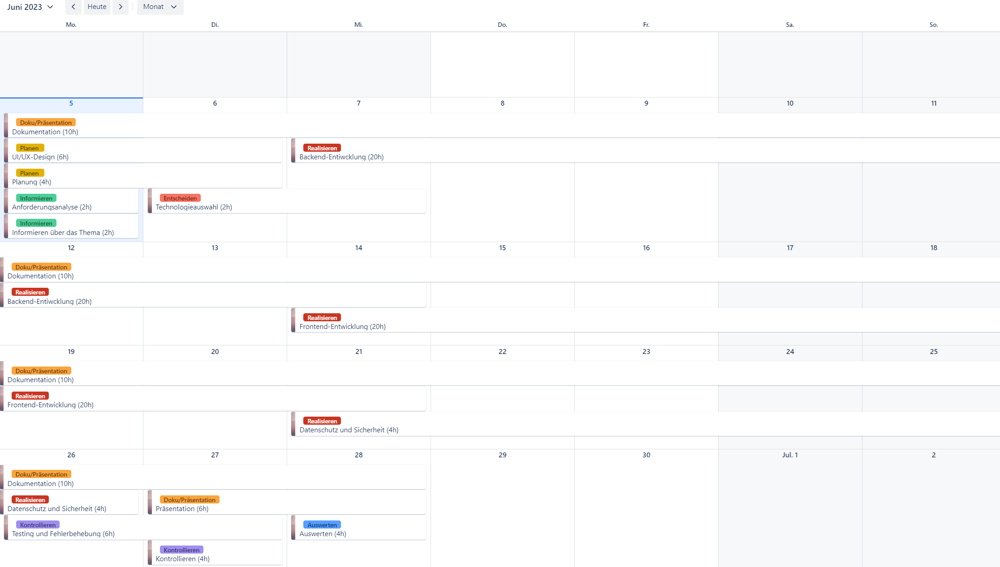 Juni 2023 Heute Monat
Mo. Di. Mi. Do. Fr. Sa. So.
5 6 7 8 9 10 11
Doku/Präsentation
Dokumentation (10h)
Planen Realisieren
UI/UX-Design (6h) Backend-Entiwcklung (20h)
Planen
Planung (4h)
Informieren Entscheiden
Anforderungsanalyse (2h) Technologieauswahl (2h)
Informieren
Informieren über das Thema (2h)
12 13 14 15 16 17 18
Doku/Präsentation
Dokumentation (10h)
Realisieren
Backend-Entiwcklung (20h)
Realisieren
Frontend-Entwicklung (20h)
19 20 21 22 23 24 25
Doku/Präsentation
Dokumentation (10h)
Realisieren
Frontend-Entwicklung (20h)
Realisieren
Datenschutz und Sicherheit (4h)
26 27 28 29 30 Jul. 1 2
Doku/Präsentation
Dokumentation (10h)
Realisieren Doku/Präsentation
Datenschutz und Sicherheit (4h) Präsentation (6h)
Kontrollieren Auswerten
Testing und Fehlerbehebung (6h) Auswerten (4h)
Kontrollieren
Kontrollieren (4h)